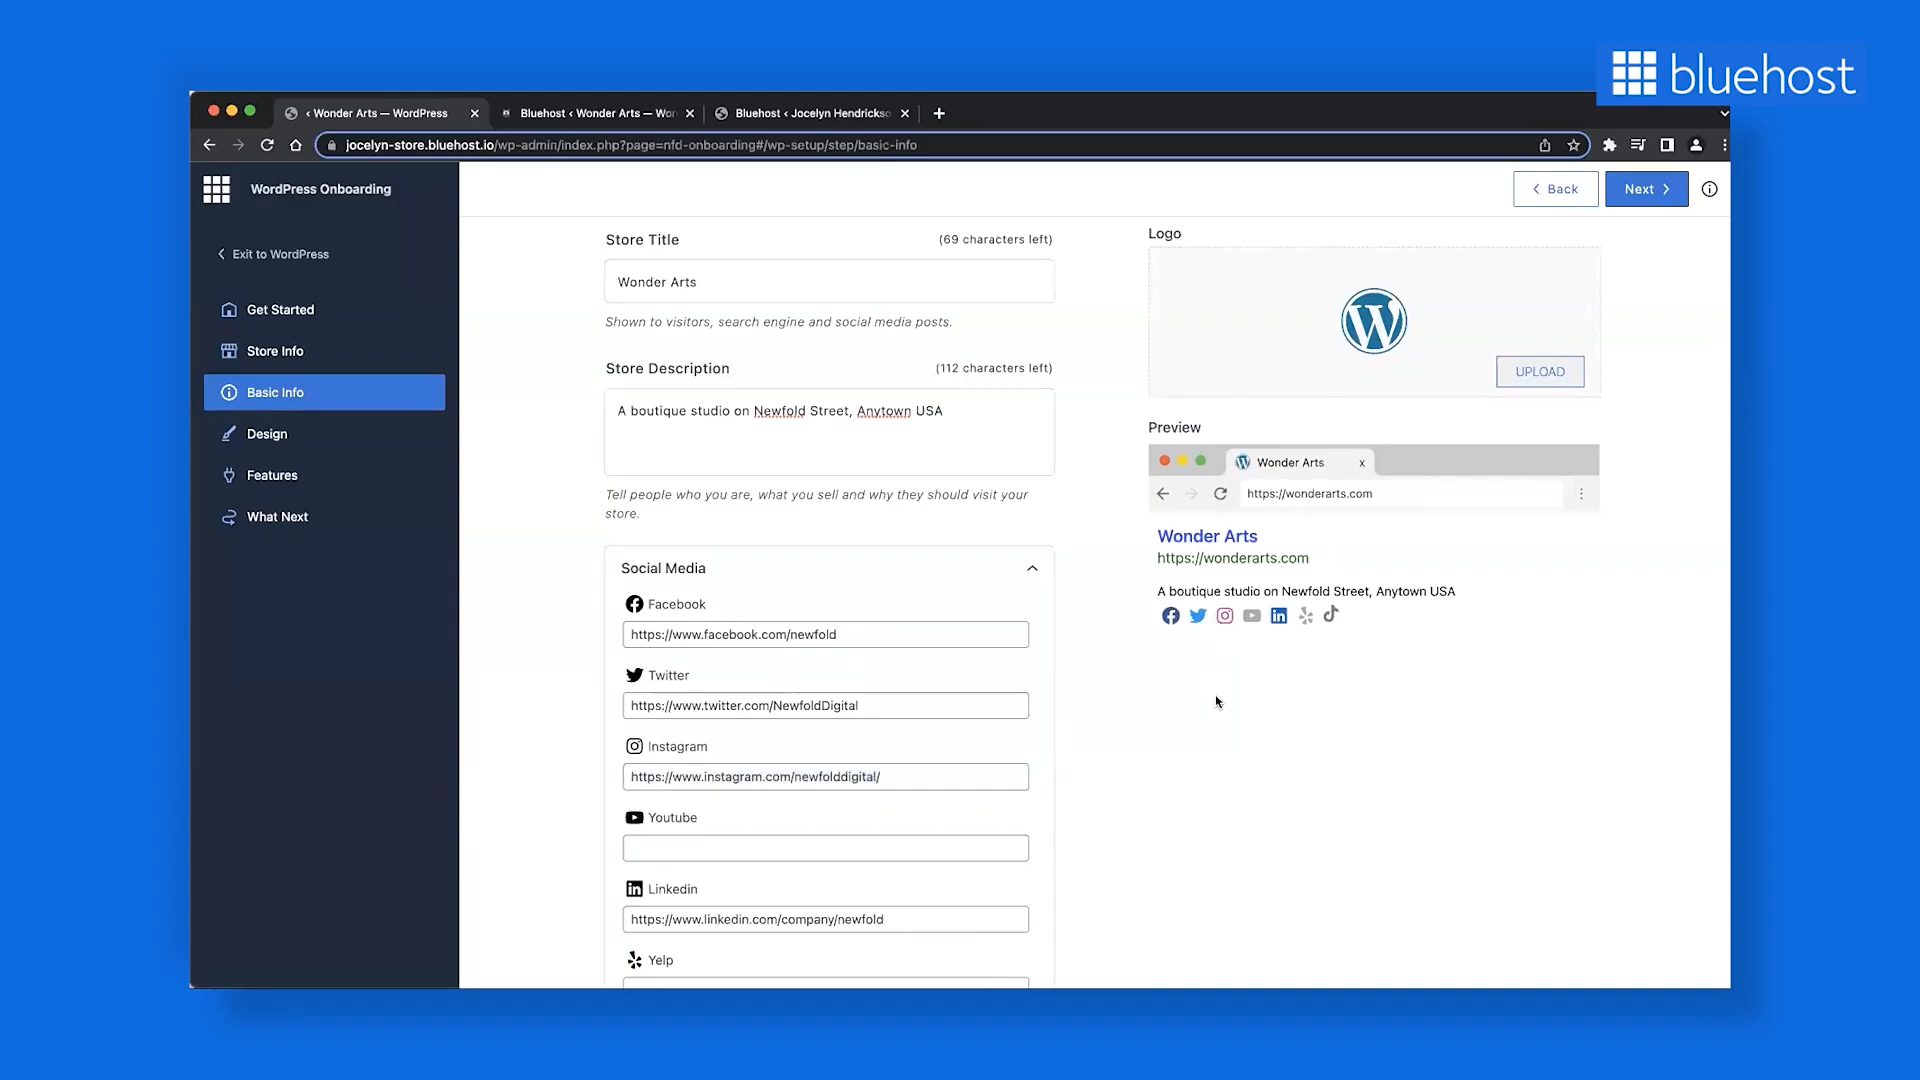 bluehost
‹ Wonder Arts — WordPress
Bluehost ‹ Wonder Arts — Wor
Bluehost ‹ Jocelyn Hendrickso
jocelyn-store.bluehost.io/wp-admin/index.php?page=nfd-onboarding#/wp-setup/step/basic-info
WordPress Onboarding
Back
Next
Exit to WordPress
Get Started
Store Info
Basic Info
Design
Features
What Next
Store Title
(69 characters left)
Wonder Arts
Shown to visitors, search engine and social media posts.
Store Description
(112 characters left)
A boutique studio on Newfold Street, Anytown USA
Tell people who you are, what you sell and why they should visit your
store.
Social Media
Facebook
https://www.facebook.com/newfold
Twitter
https://www.twitter.com/NewfoldDigital
Instagram
https://www.instagram.com/newfolddigital/
Youtube
Linkedin
https://www.linkedin.com/company/newfold
Yelp
Logo
UPLOAD
Preview
Wonder Arts
https://wonderarts.com
Wonder Arts
https://wonderarts.com
A boutique studio on Newfold Street, Anytown USA